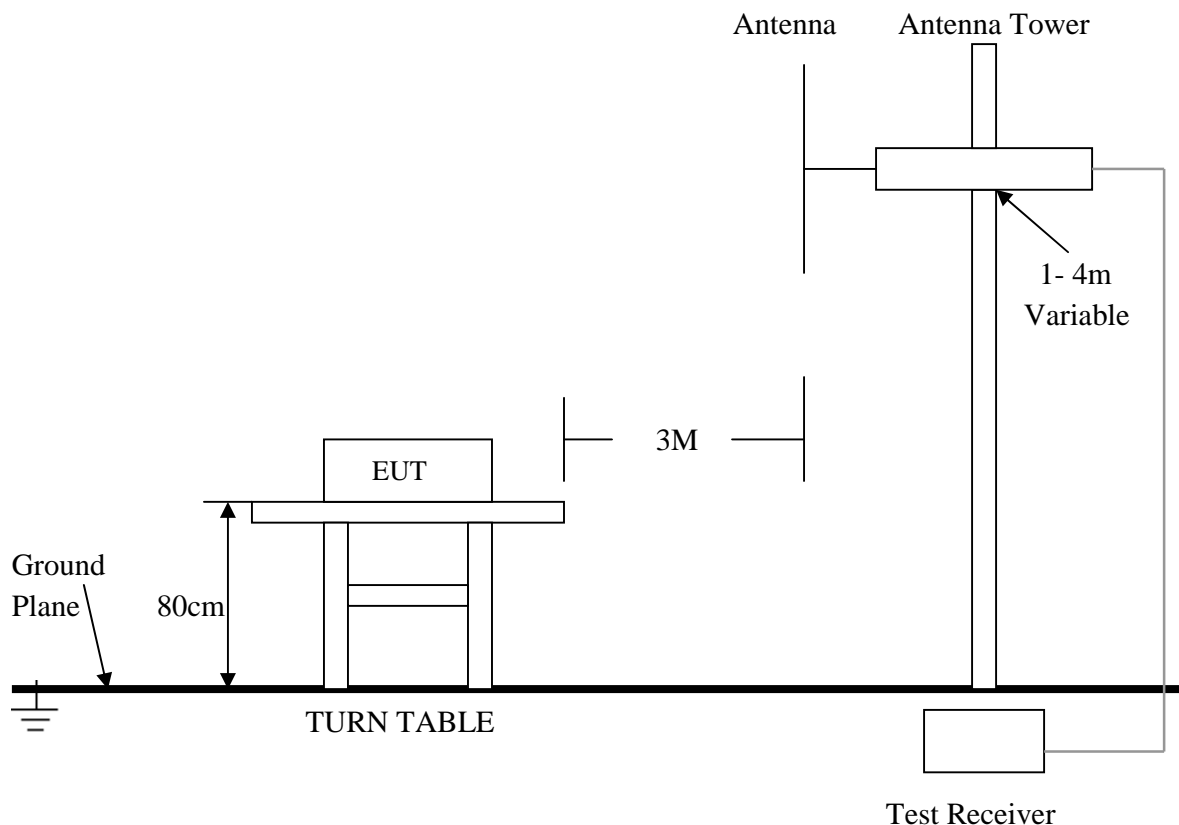 Antenna
Antenna Tower
1- 4m
Variable
3M
EUT
Ground
Plane
80cm
TURN TABLE
Test Receiver